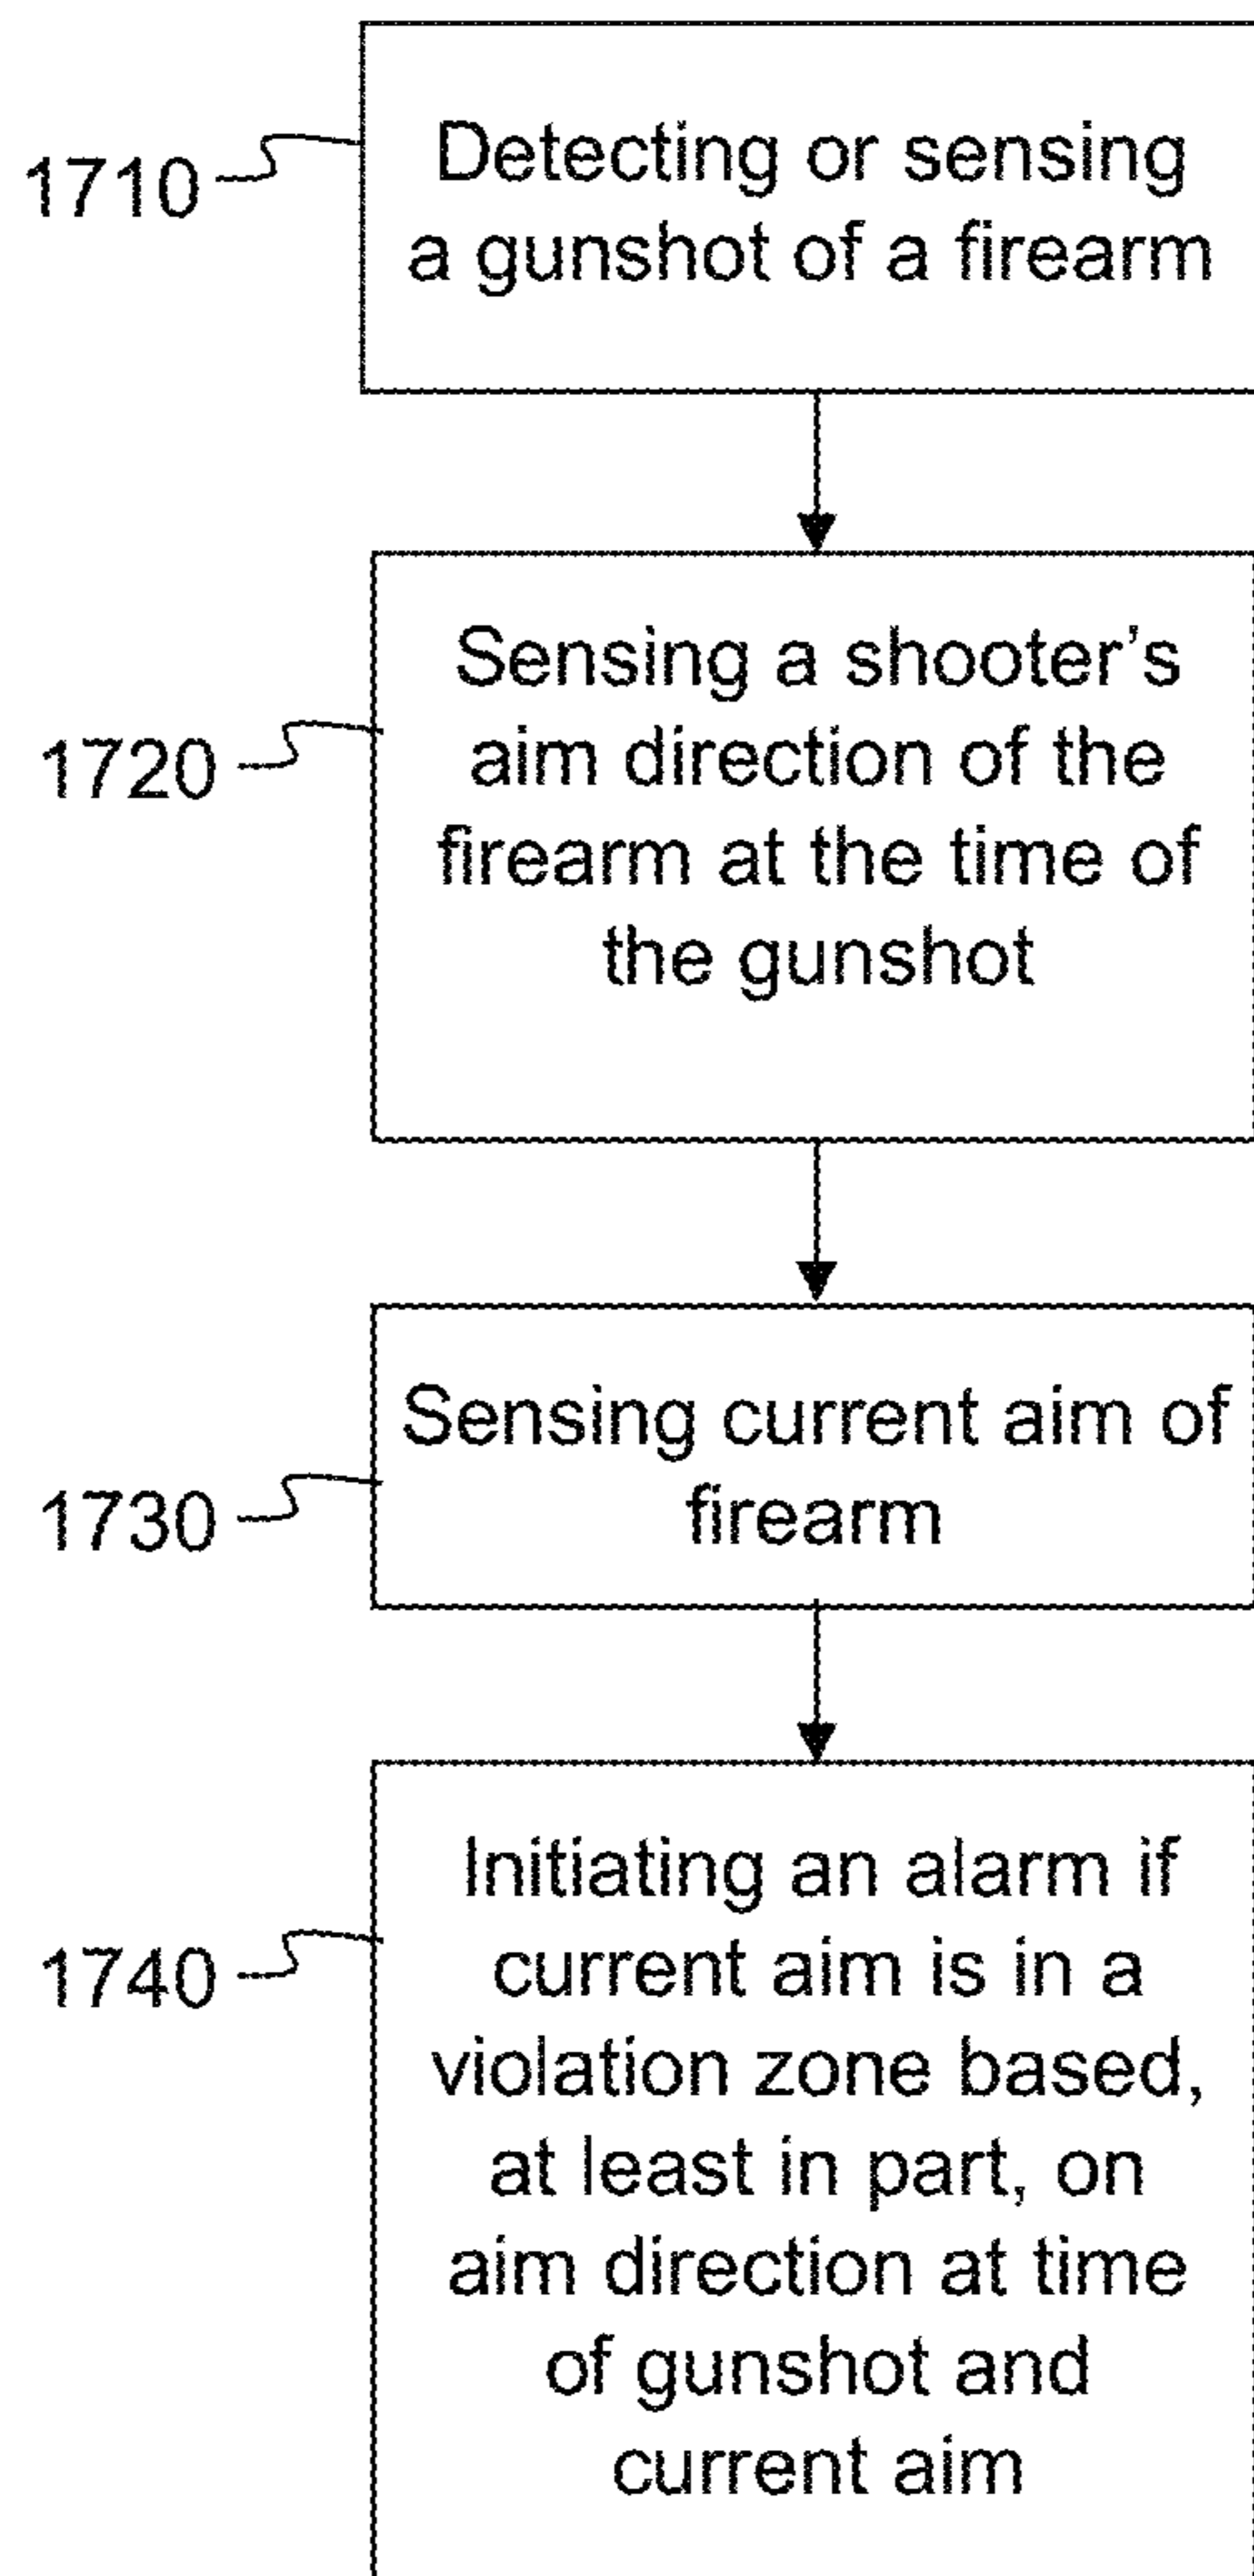 1710
Detecting or sensing
a gunshot of a firearm
1720
Sensing a shooter's
aim direction of the
firearm at the time of
the gunshot
1730
Sensing current aim of
firearm
1740
Initiating an alarm if
current aim is in a
violation zone based,
at least in part, on
aim direction at time
of gunshot and
current aim